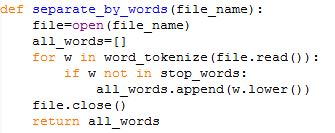 def separate_by_words(file_name):
    file=open(file_name)
    all_words=[]
    for w in word_tokenize(file.read()):
        if w not in stop_words:
            all_words.append(w.lower())
    file.close()
    return all_words